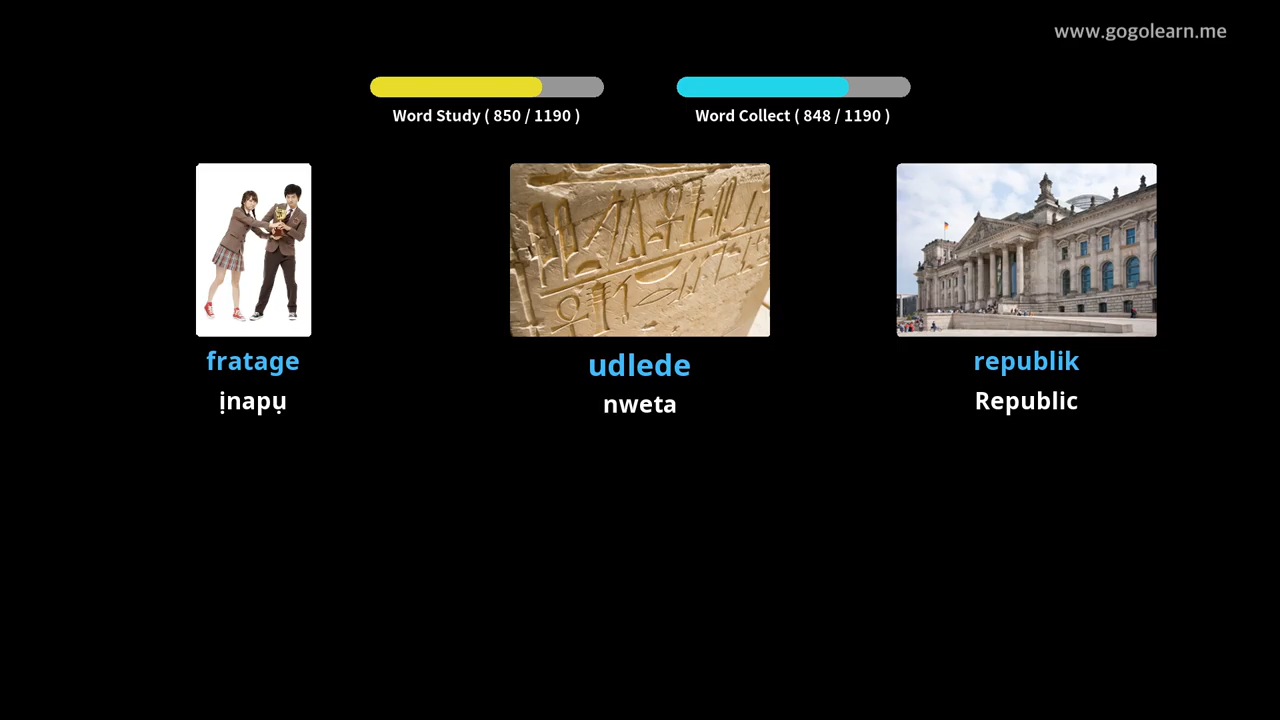 www.gogolearn.me
Word Study ( 850 / 1190 )
Word Collect ( 848 / 1190 )
fratage
ịnapụ
udlede
nweta
republik
Republic